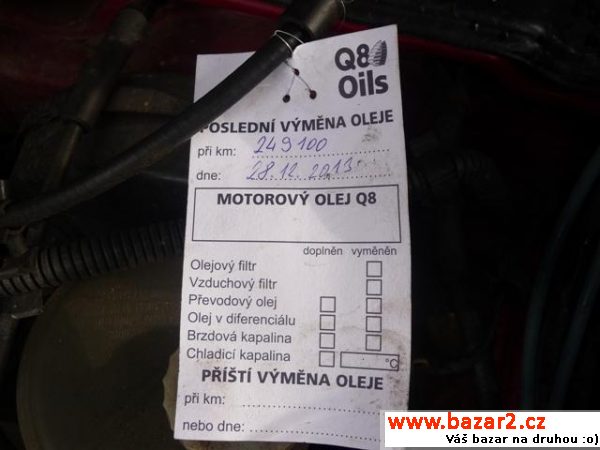 Q8
Oils
POSLEDNÍ VÝMĚNA OLEJE
při km: 249100
dne: 28.12.2013
MOTOROVÝ OLEJ Q8
doplněn vyměněn
Olejový filtr
Vzduchový filtr
Převodový olej
Olej v diferenciálu
Brzdová kapalina
Chladicí kapalina °C
PŘÍŠTÍ VÝMĚNA OLEJE
při km:
nebo dne:
www.bazar2.cz
Váš bazar na druhou :o)